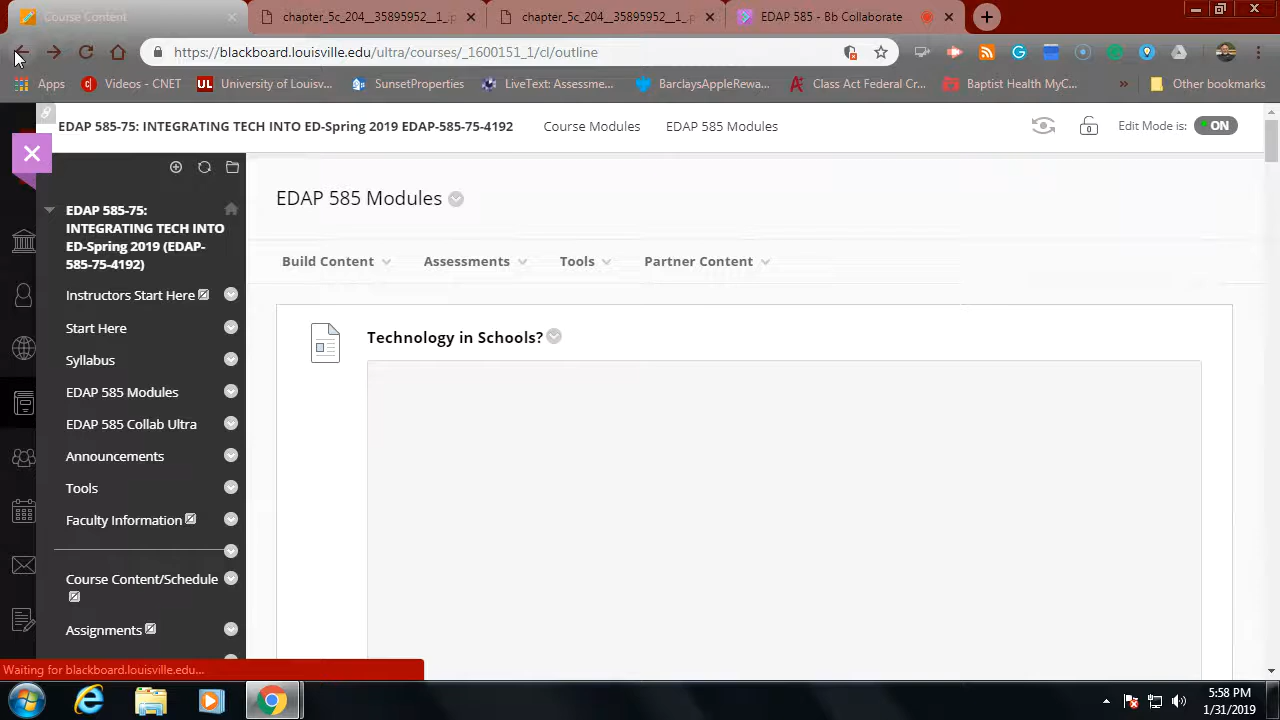 Course Content
chapter_5c_204__35895952__1_.p
chapter_5c_204__35895952__1_.p
EDAP 585 - Bb Collaborate
https://blackboard.louisville.edu/ultra/courses/_1600151_1/cl/outline
Apps
Videos - CNET
University of Louisv...
SunsetProperties
LiveText: Assessme...
BarclaysAppleRewa...
Class Act Federal Cr...
Baptist Health MyC...
»
Other bookmarks
EDAP 585-75: INTEGRATING TECH INTO ED-Spring 2019 EDAP-585-75-4192
Course Modules
EDAP 585 Modules
Edit Mode is:
ON
EDAP 585-75:
INTEGRATING TECH INTO
ED-Spring 2019 (EDAP-
585-75-4192)
Instructors Start Here
Start Here
Syllabus
EDAP 585 Modules
EDAP 585 Collab Ultra
Announcements
Tools
Faculty Information
Course Content/Schedule
Assignments
EDAP 585 Modules
Build Content
Assessments
Tools
Partner Content
Technology in Schools?
Waiting for blackboard.louisville.edu...
5:58 PM
1/31/2019